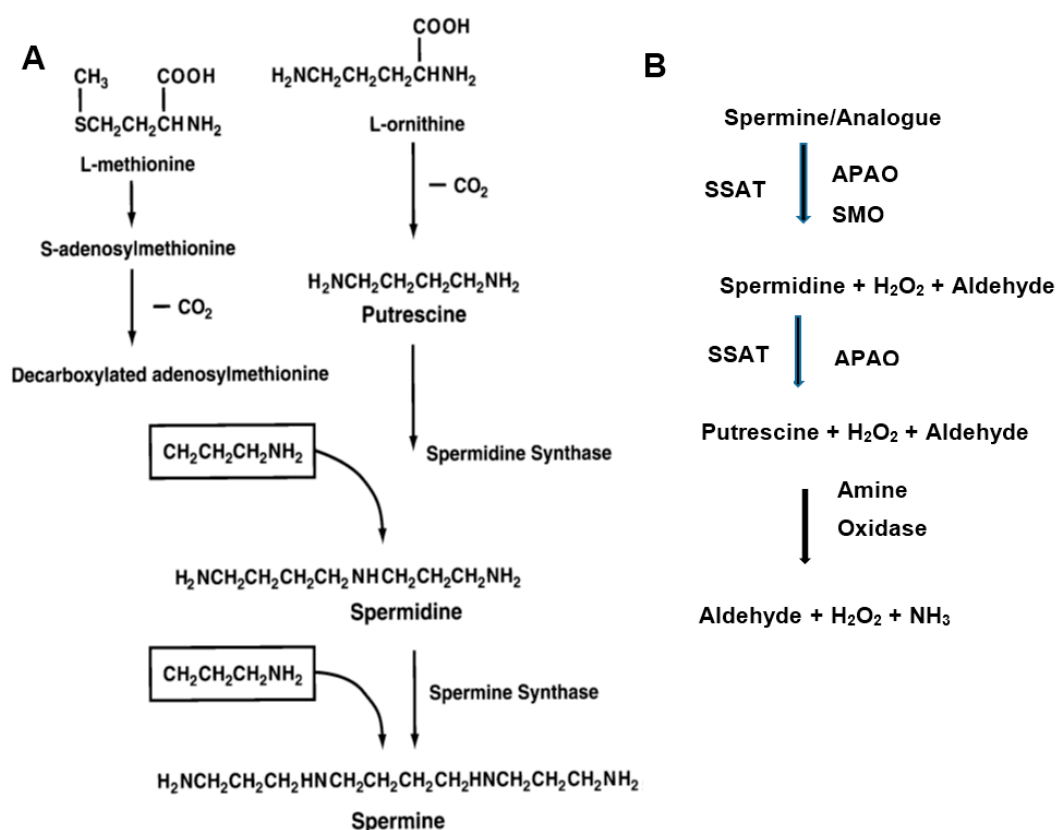 A
CH₃
COOH
SCH₂CH₂CHNH₂
L-methionine
S-adenosylmethionine
— CO₂
Decarboxylated adenosylmethionine
COOH
H₂NCH₂CH₂CH₂CHNH₂
L-ornithine
— CO₂
H₂NCH₂CH₂CH₂CH₂NH₂
Putrescine
CH₂CH₂CH₂NH₂
Spermidine Synthase
H₂NCH₂CH₂CH₂CH₂NHCH₂CH₂CH₂NH₂
Spermidine
CH₂CH₂CH₂NH₂
Spermine Synthase
H₂NCH₂CH₂CH₂HNCH₂CH₂CH₂CH₂HNCH₂CH₂CH₂NH₂
Spermine
B
Spermine/Analogue
SSAT
APAO
SMO
Spermidine + H₂O₂ + Aldehyde
SSAT
APAO
Putrescine + H₂O₂ + Aldehyde
Amine
Oxidase
Aldehyde + H₂O₂ + NH₃